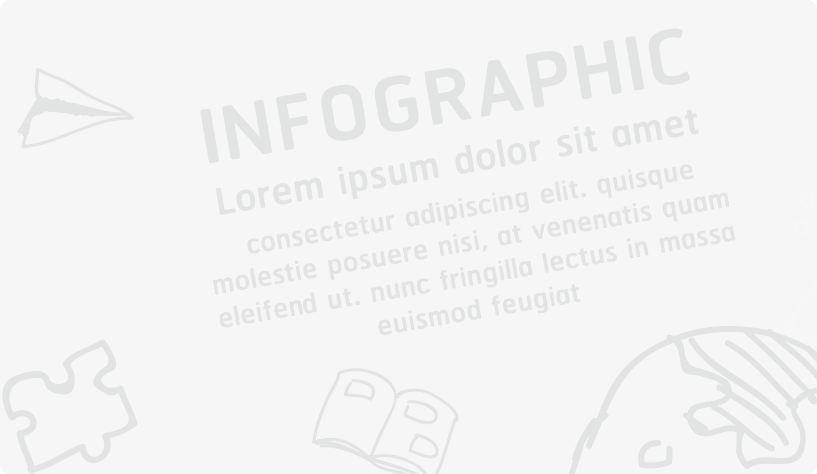 INFOGRAPHIC
Lorem ipsum dolor sit amet
consectetur adipiscing elit. quisque
molestie posuere nisi, at venenatis quam
eleifend ut. nunc fringilla lectus in massa
euismod feugiat